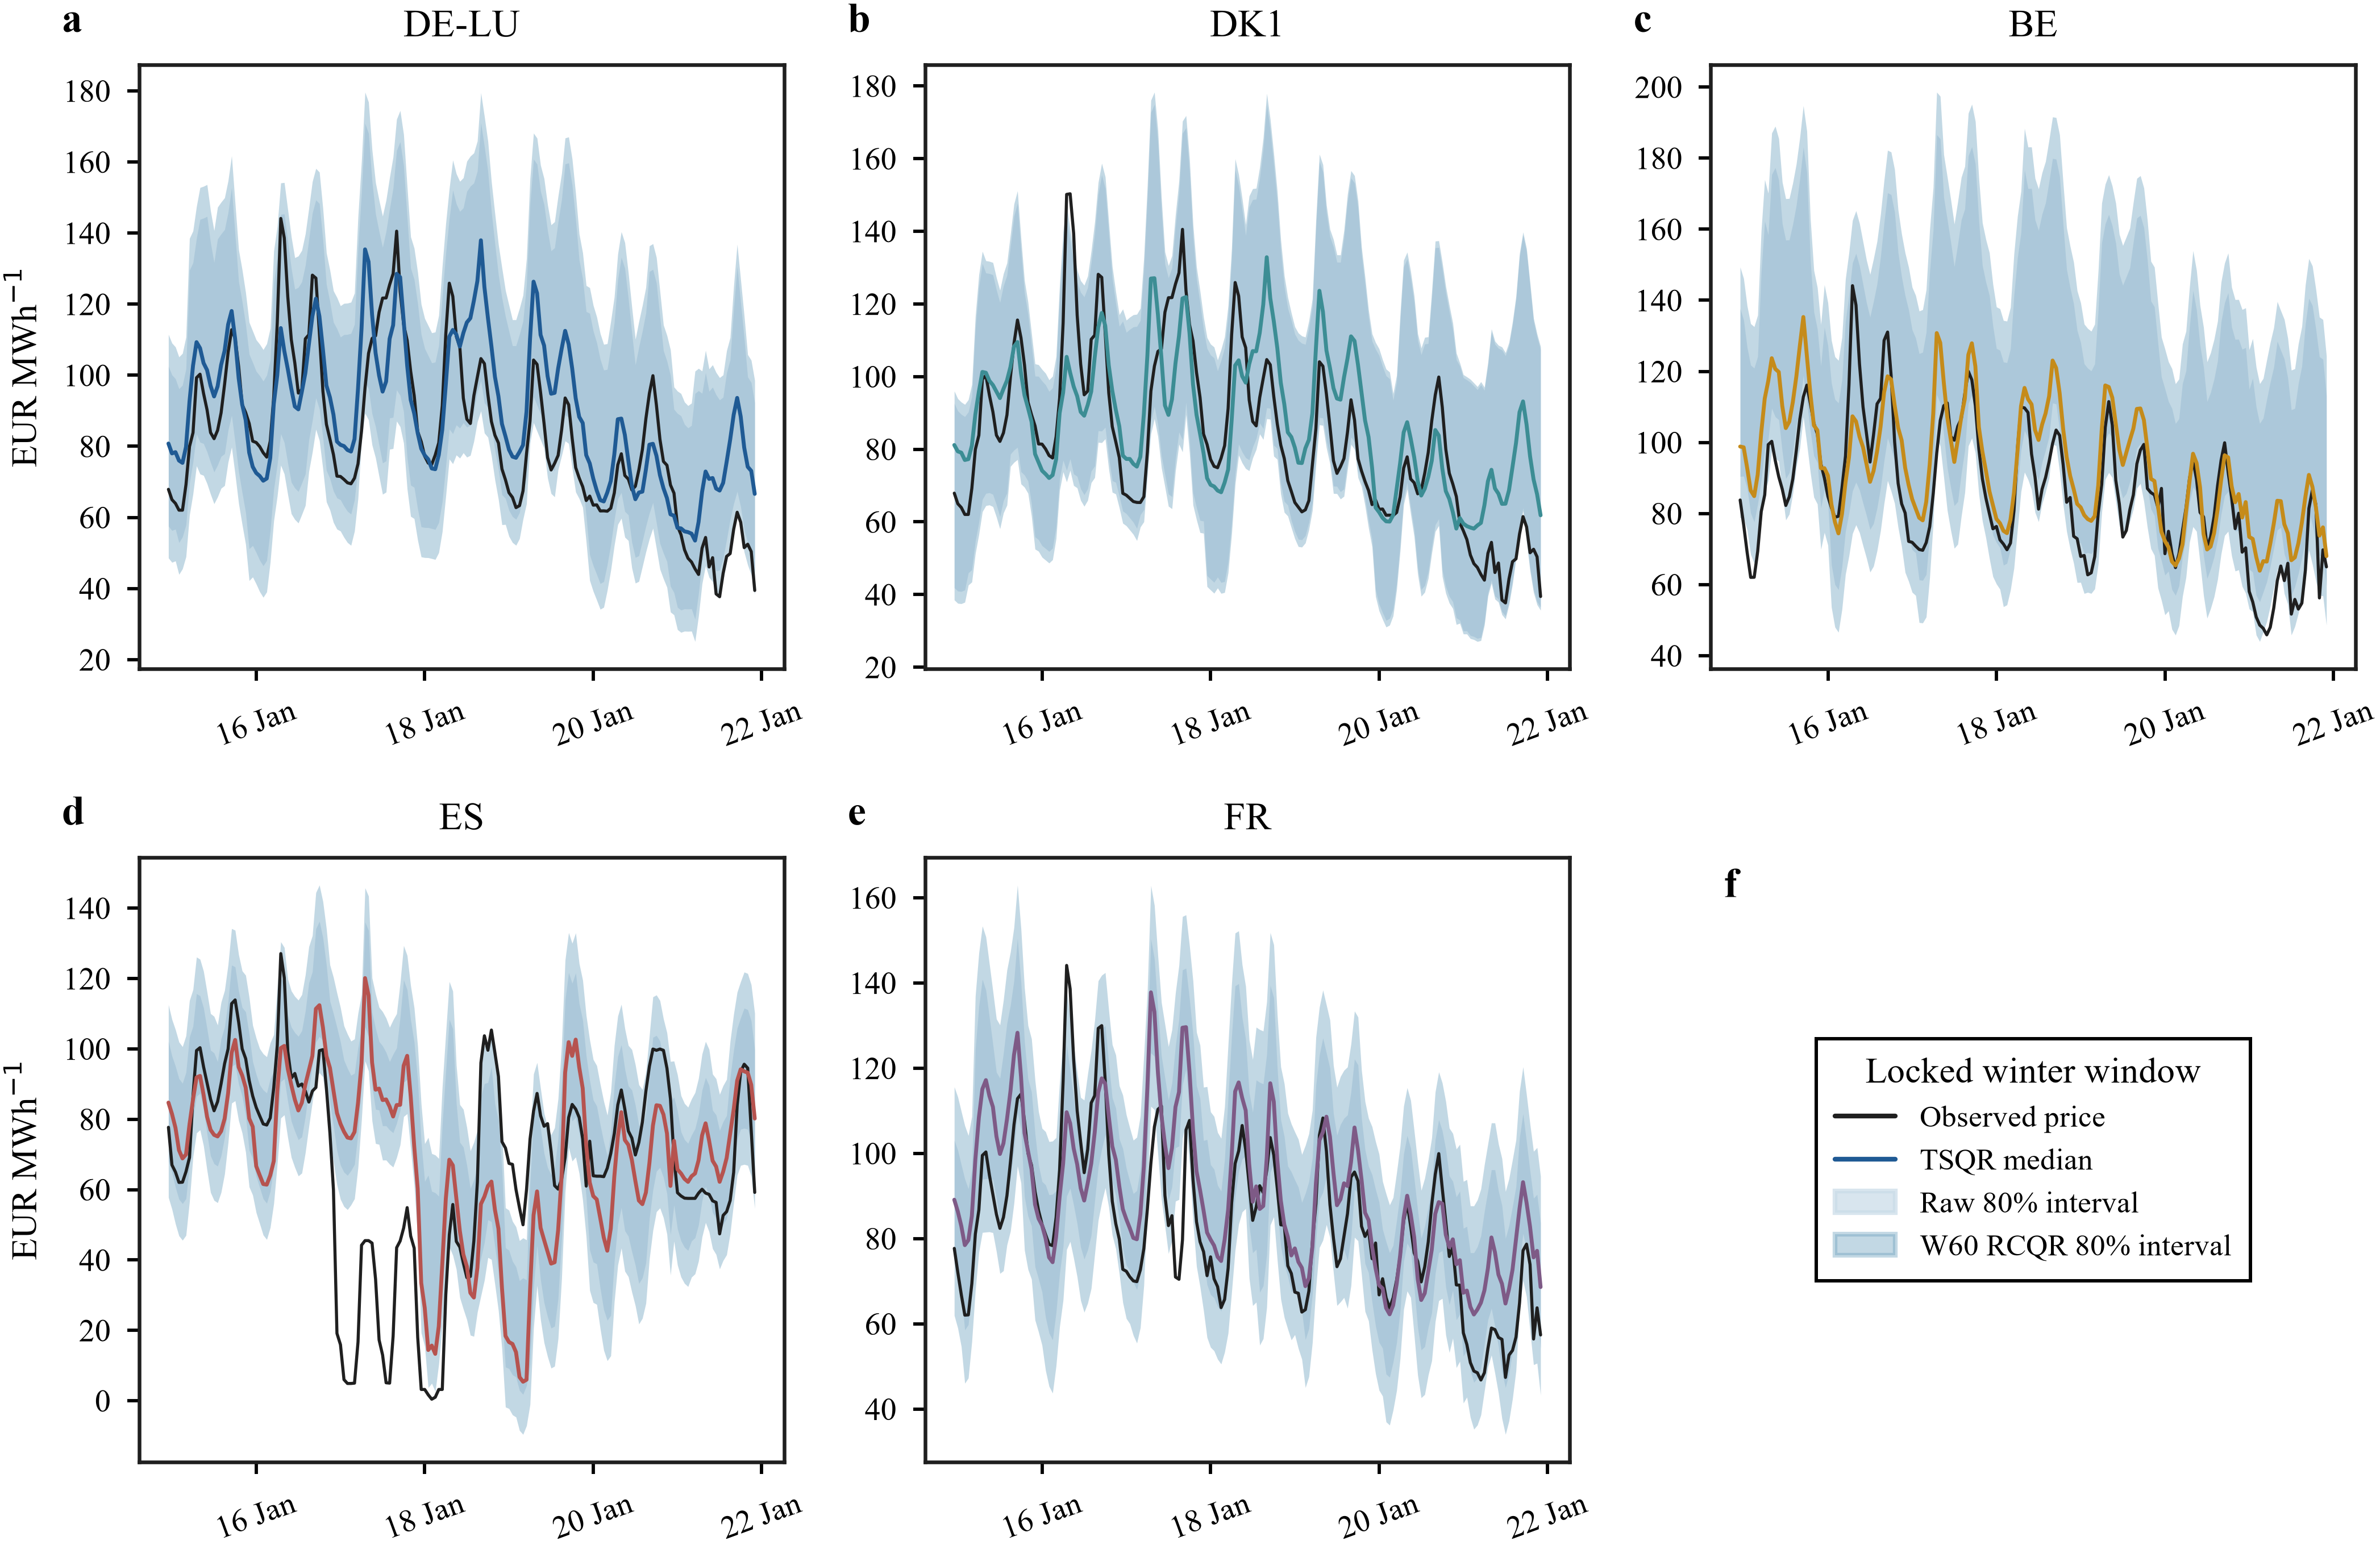 a
DE-LU
EUR MWh⁻¹
180
160
140
120
100
80
60
40
20
16 Jan
18 Jan
20 Jan
22 Jan
b
DK1
180
160
140
120
100
80
60
40
20
16 Jan
18 Jan
20 Jan
22 Jan
c
BE
200
180
160
140
120
100
80
60
40
16 Jan
18 Jan
20 Jan
22 Jan
d
ES
EUR MWh⁻¹
140
120
100
80
60
40
20
0
16 Jan
18 Jan
20 Jan
22 Jan
e
FR
160
140
120
100
80
60
40
16 Jan
18 Jan
20 Jan
22 Jan
f
Locked winter window
Observed price
TSQR median
Raw 80% interval
W60 RCQR 80% interval